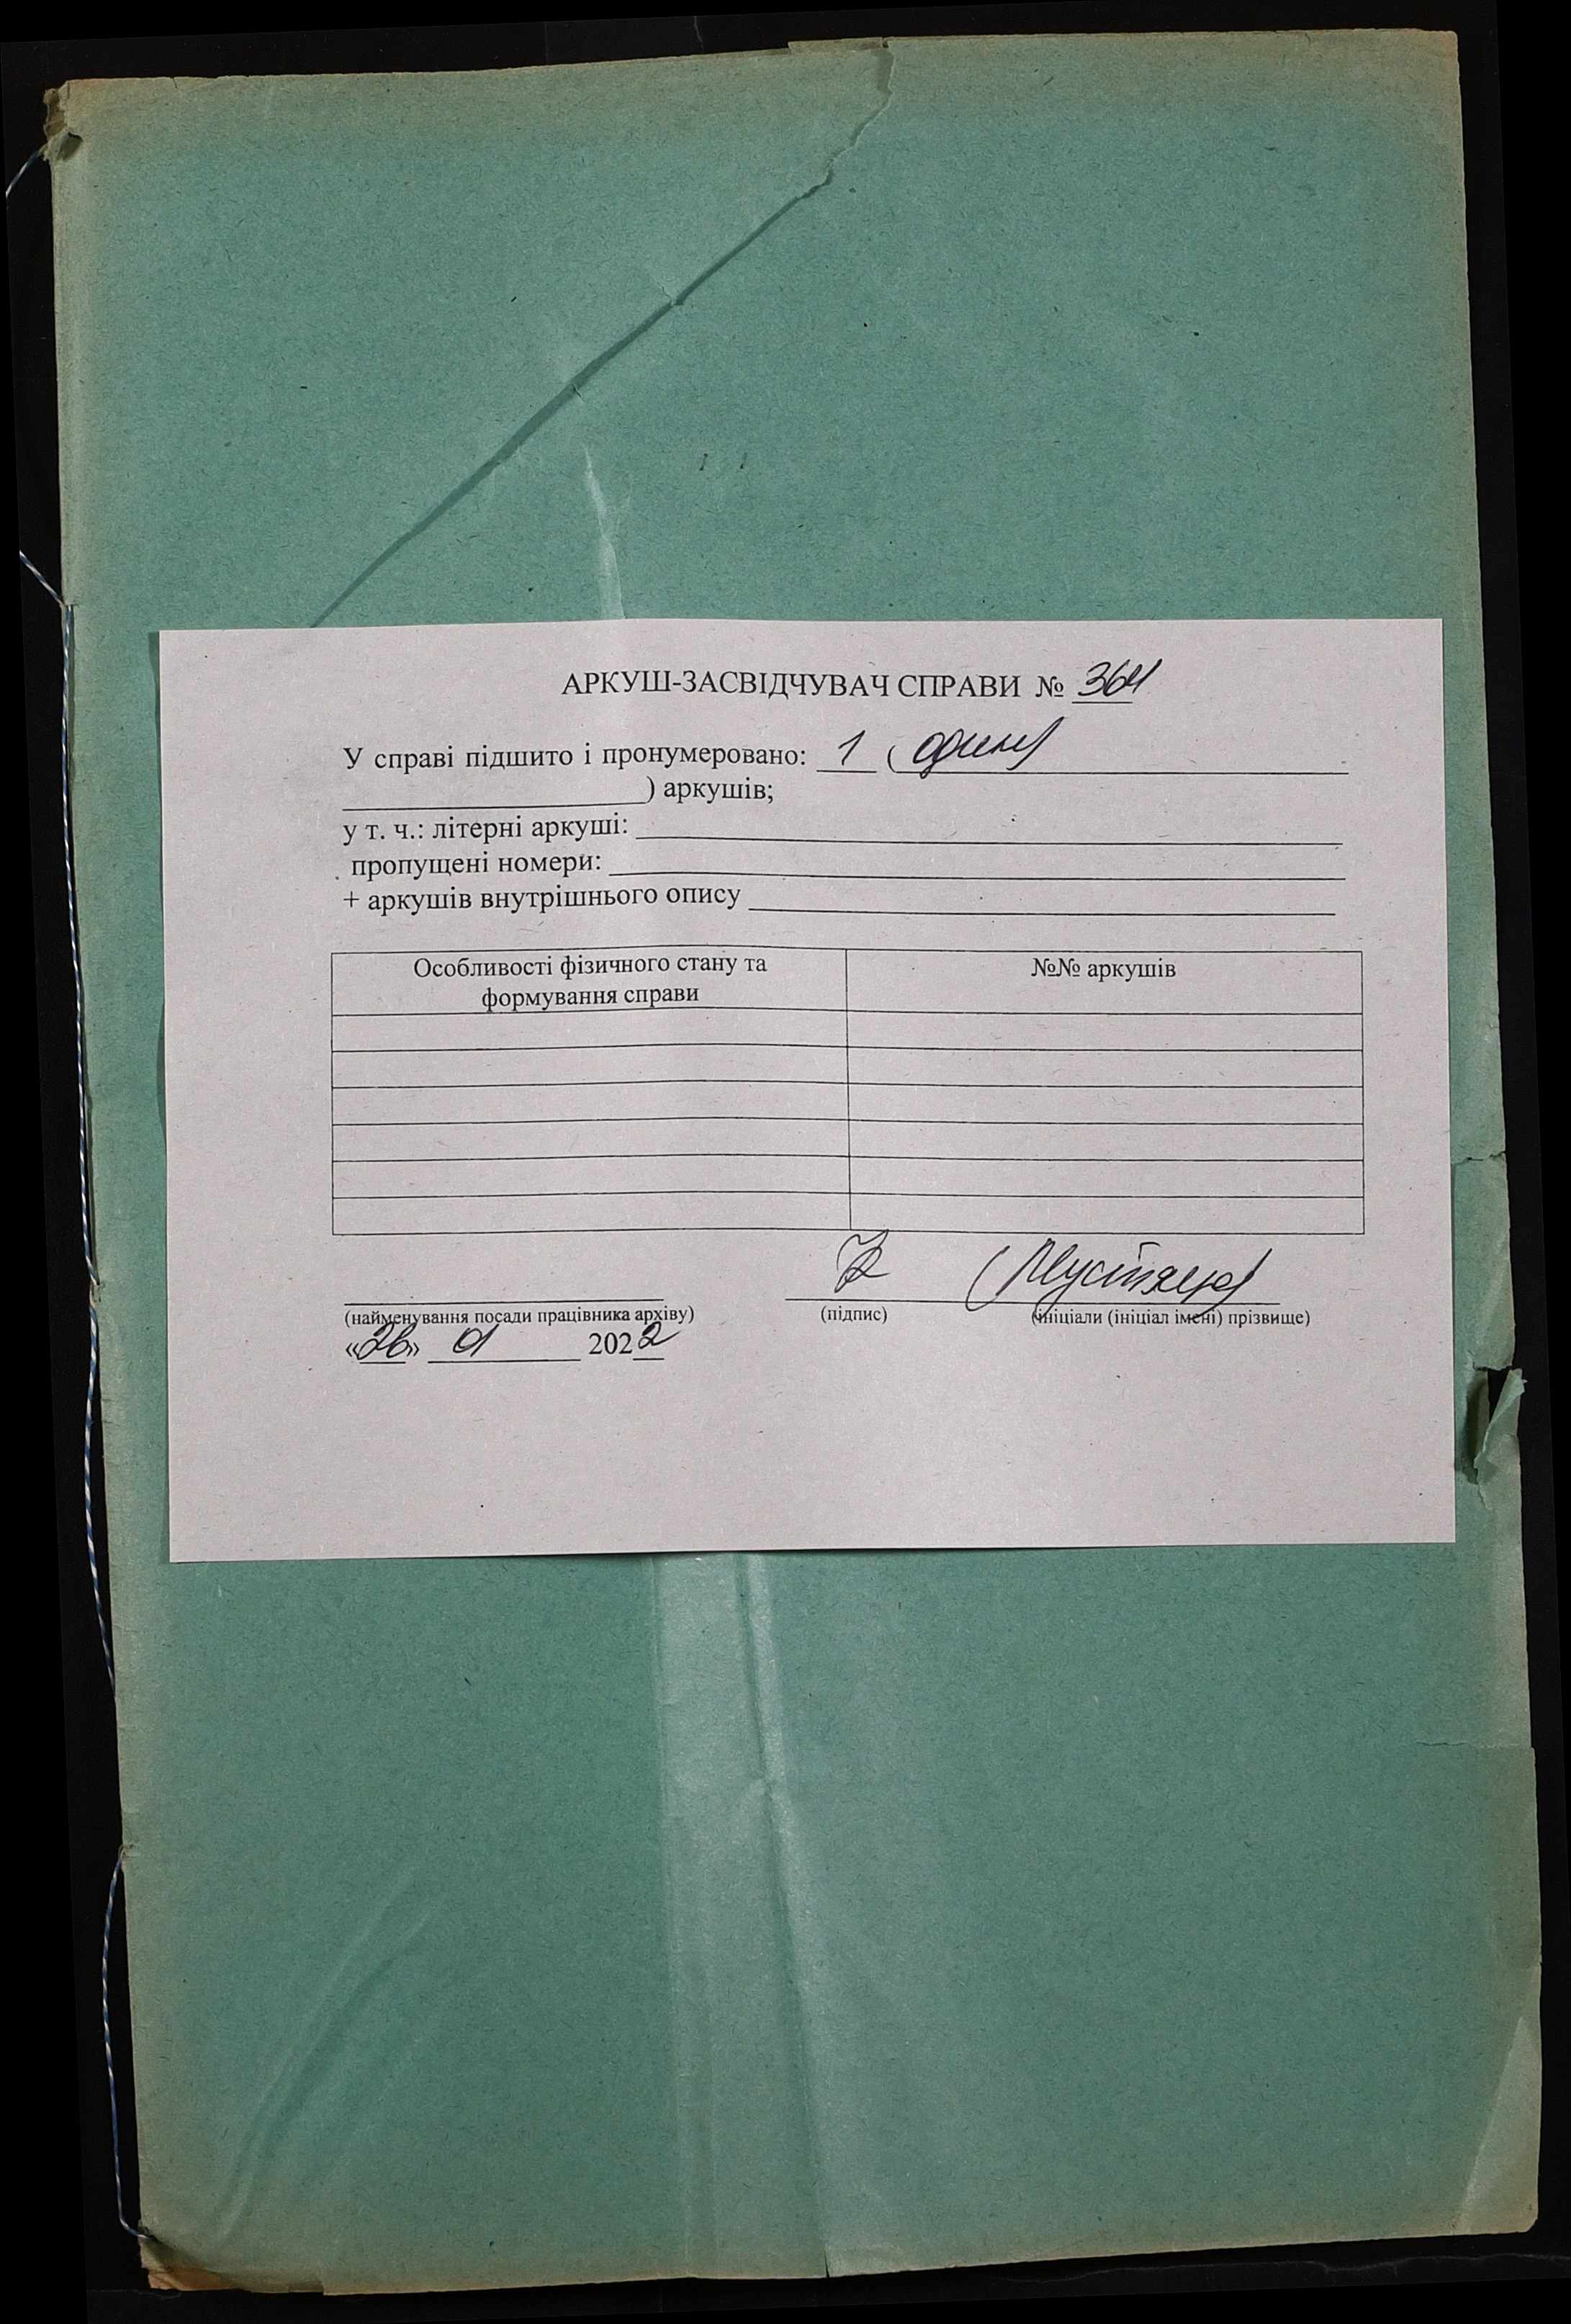 АРКУШ-ЗАСВІДЧУВАЧ СПРАВИ № 364
У справі підшито і пронумеровано: 1 ( один)
) аркушів;
у т. ч.: літерні аркуші:
пропущені номери:
+ аркушів внутрішнього опису
Особливості фізичного стану та
формування справи
№№ аркушів
(найменування посади працівника архіву) (підпис) (ініціали (ініціал імені) прізвище)
«26» 01 2022